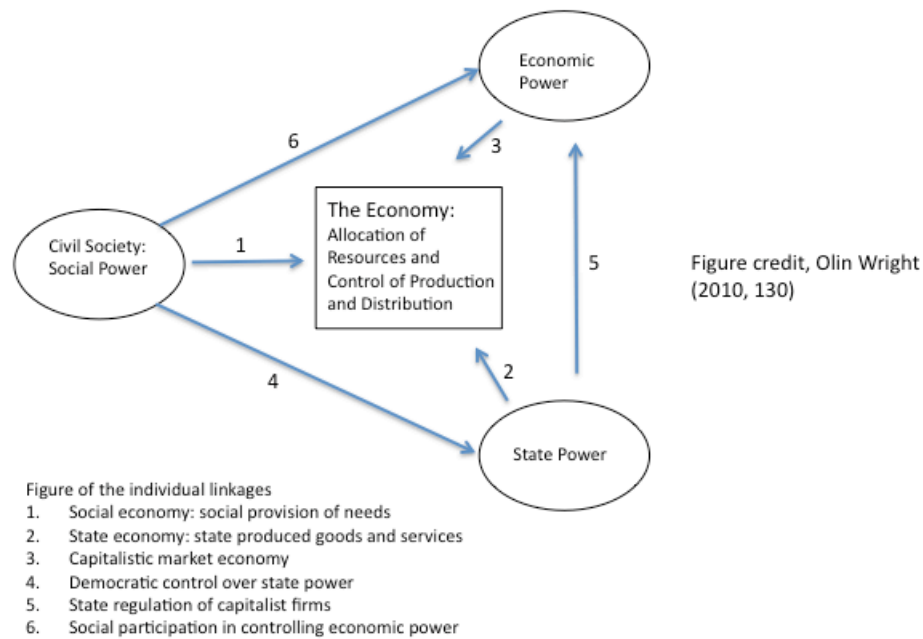 Economic
Power
6
3
The Economy:
Allocation of
Resources and
Control of Production
and Distribution
Civil Society:
Social Power
1
5
Figure credit, Olin Wright
(2010, 130)
2
4
State Power
Figure of the individual linkages
1. Social economy: social provision of needs
2. State economy: state produced goods and services
3. Capitalistic market economy
4. Democratic control over state power
5. State regulation of capitalist firms
6. Social participation in controlling economic power